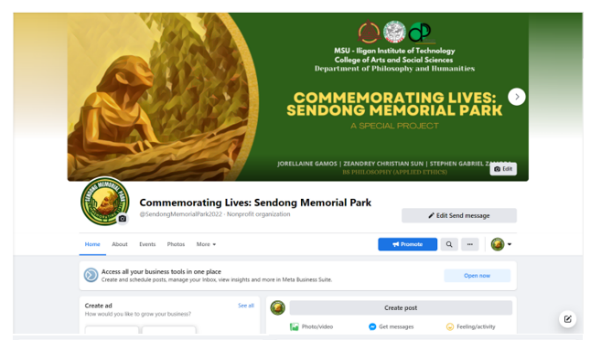 MSU - Iligan Institute of Technology
College of Arts and Social Sciences
Department of Philosophy and Humanities
COMMEMORATING LIVES:
SENDONG MEMORIAL PARK
A SPECIAL PROJECT
JORELLAINE GAMOS | ZEANDREY CHRISTIAN SUN | STEPHEN GABRIEL
BS PHILOSOPHY (APPLIED ETHICS)
Edit
SENDONG MEMORIAL PARK
Commemorating Lives: Sendong Memorial Park
@SendongMemorialPark2022 · Nonprofit organization
Edit Send message
Home About Events Photos More
Promote
Access all your business tools in one place
Create and schedule posts, manage your inbox, view insights and more in Meta Business Suite.
Open now
Create ad See all
How would you like to grow your business?
Create post
Photo/video Get messages Feeling/activity